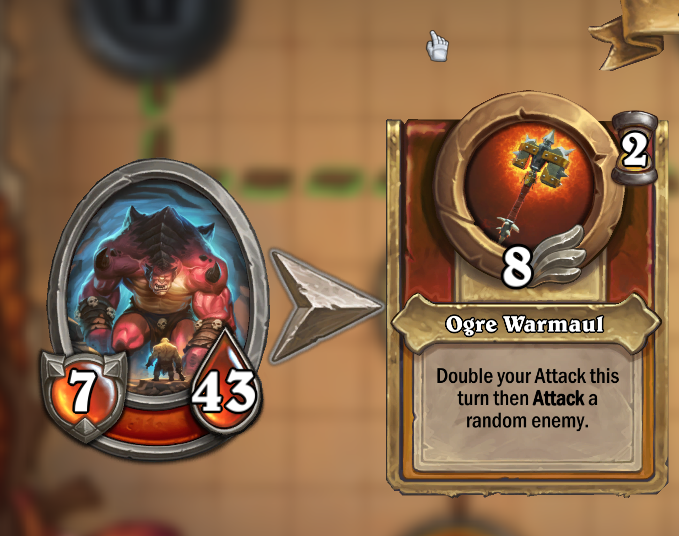 2
8
7
43
Ogre Warmaul
Double your Attack this
turn then Attack a
random enemy.